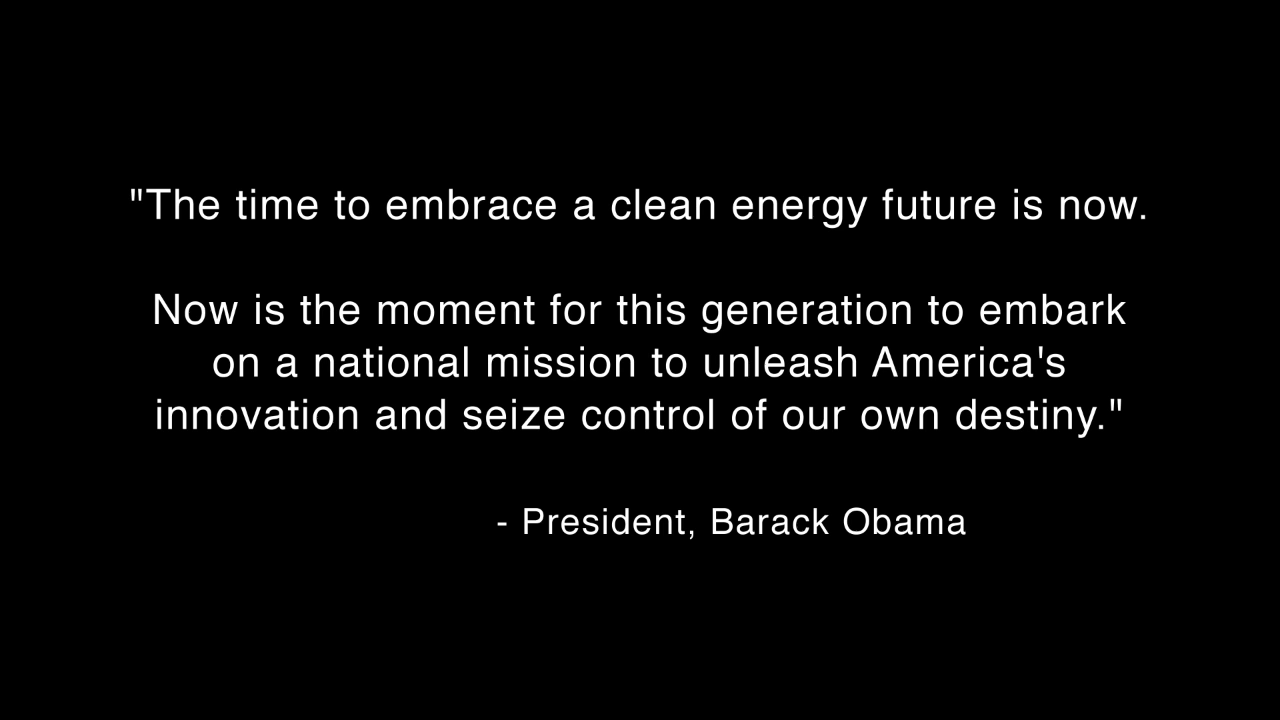 "The time to embrace a clean energy future is now.
Now is the moment for this generation to embark
on a national mission to unleash America's
innovation and seize control of our own destiny."
- President, Barack Obama